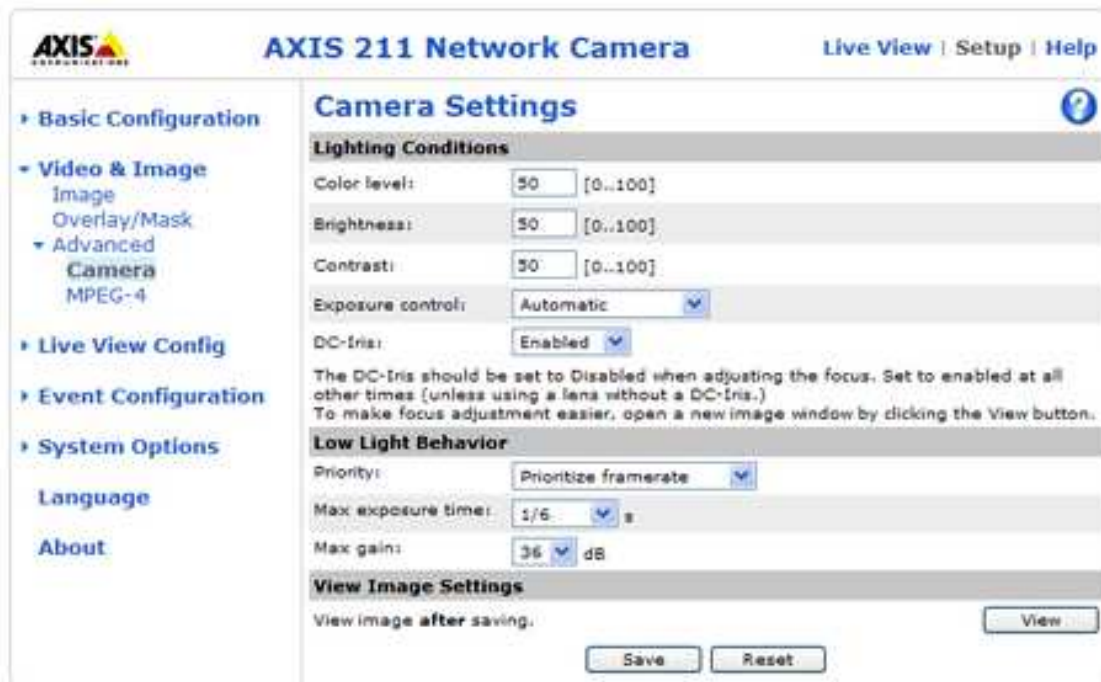 AXIS
COMMUNICATIONS
AXIS 211 Network Camera
Live View | Setup | Help
Basic Configuration
Video & Image
Image
Overlay/Mask
Advanced
Camera
MPEG-4
Live View Config
Event Configuration
System Options
Language
About
Camera Settings
?
Lighting Conditions
Color level: 50 [0..100]
Brightness: 50 [0..100]
Contrast: 50 [0..100]
Exposure control: Automatic
DC-Iris: Enabled
The DC-Iris should be set to Disabled when adjusting the focus. Set to enabled at all
other times (unless using a lens without a DC-Iris.)
To make focus adjustment easier, open a new image window by clicking the View button.
Low Light Behavior
Priority: Prioritize framerate
Max exposure time: 1/6 s
Max gain: 36 dB
View Image Settings
View image after saving. View
Save Reset